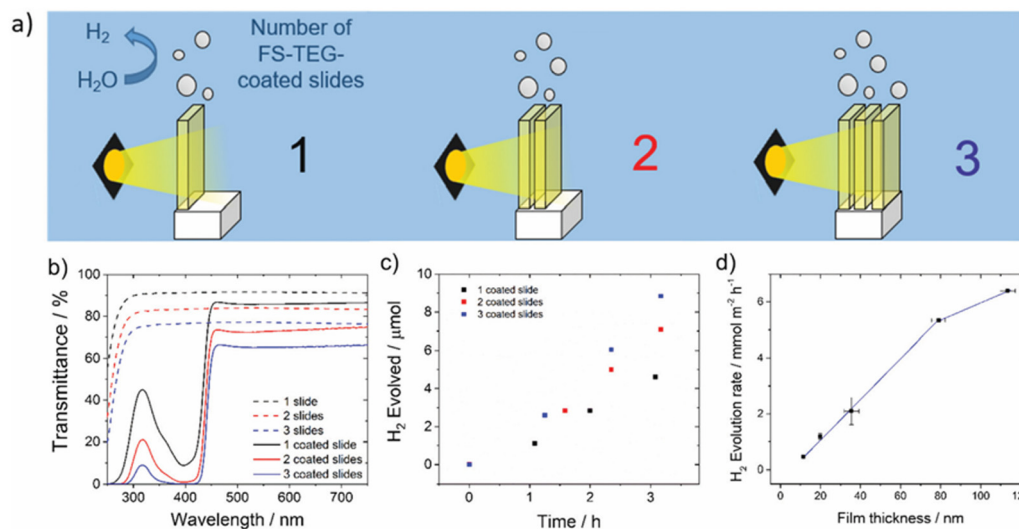 a)
H₂
H₂O
Number of
FS-TEG-
coated slides
1
2
3
b)
100
80
60
40
20
0
Transmittance / %
1 slide
2 slides
3 slides
1 coated slide
2 coated slides
3 coated slides
300
400
500
600
700
Wavelength / nm
c)
10
8
6
4
2
0
H₂ Evolved / μmol
1 coated slide
2 coated slides
3 coated slides
0
1
2
3
Time / h
d)
6
4
2
0
H₂ Evolution rate / mmol m⁻² h⁻¹
20
40
60
80
100
120
Film thickness / nm